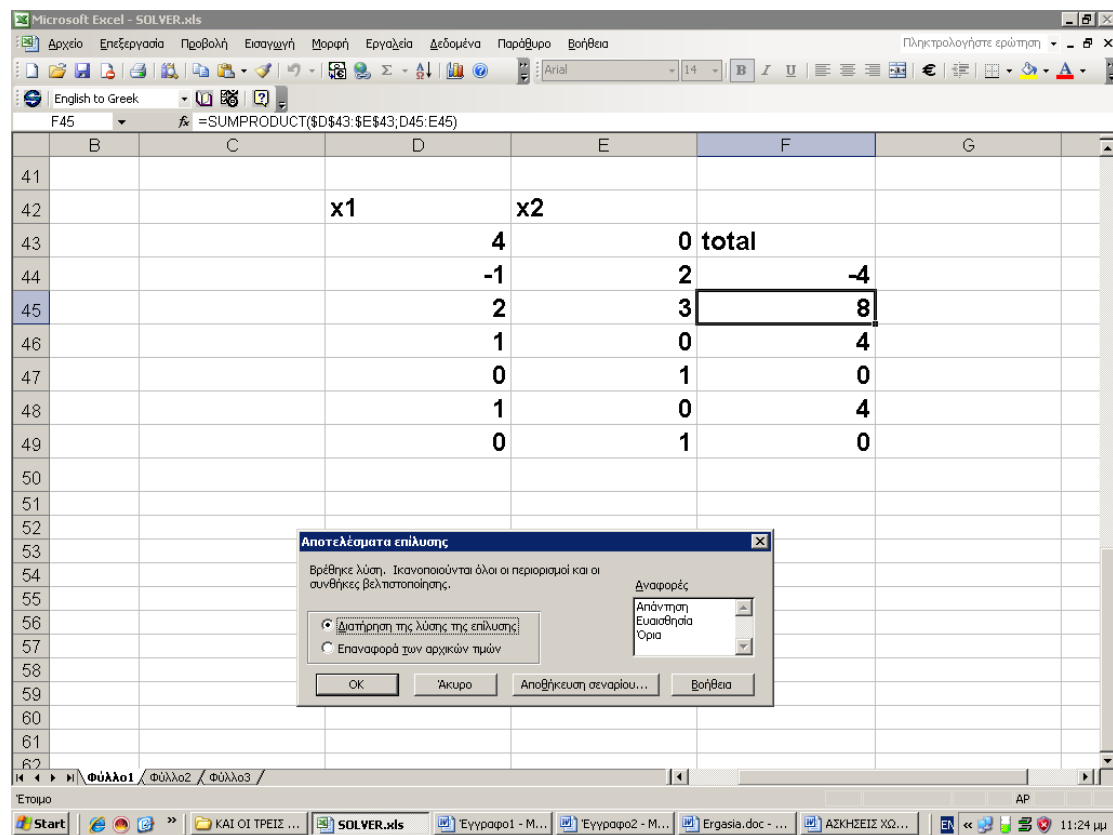 Microsoft Excel - SOLVER.xls
Αρχείο Επεξεργασία Προβολή Εισαγωγή Μορφή Εργαλεία Δεδομένα Παράθυρο Βοήθεια Πληκτρολογήστε ερώτηση
Arial 14 B I U € A
English to Greek
F45 fx =SUMPRODUCT($D$43:$E$43;D45:E45)
B C D E F G
41
42 x1 x2
43 4 0 total
44 -1 2 -4
45 2 3 8
46 1 0 4
47 0 1 0
48 1 0 4
49 0 1 0
50
51
52
53
54
55
56
57
58
59
60
61
62
Αποτελέσματα επίλυσης
Βρέθηκε λύση. Ικανοποιούνται όλοι οι περιορισμοί και οι
συνθήκες βελτιστοποίησης.
Αναφορές
Απάντηση
Ευαισθησία
Όρια
Διατήρηση της λύσης της επίλυσης
Επαναφορά των αρχικών τιμών
OK Άκυρο Αποθήκευση σεναρίου... Βοήθεια
Φύλλο1 Φύλλο2 Φύλλο3
Έτοιμο AP
Start » ΚΑΙ ΟΙ ΤΡΕΙΣ ... SOLVER.xls Έγγραφο1 - M... Έγγραφο2 - M... Ergasia.doc - ... ΑΣΚΗΣΕΙΣ ΧΩ... EN « 11:24 μμ